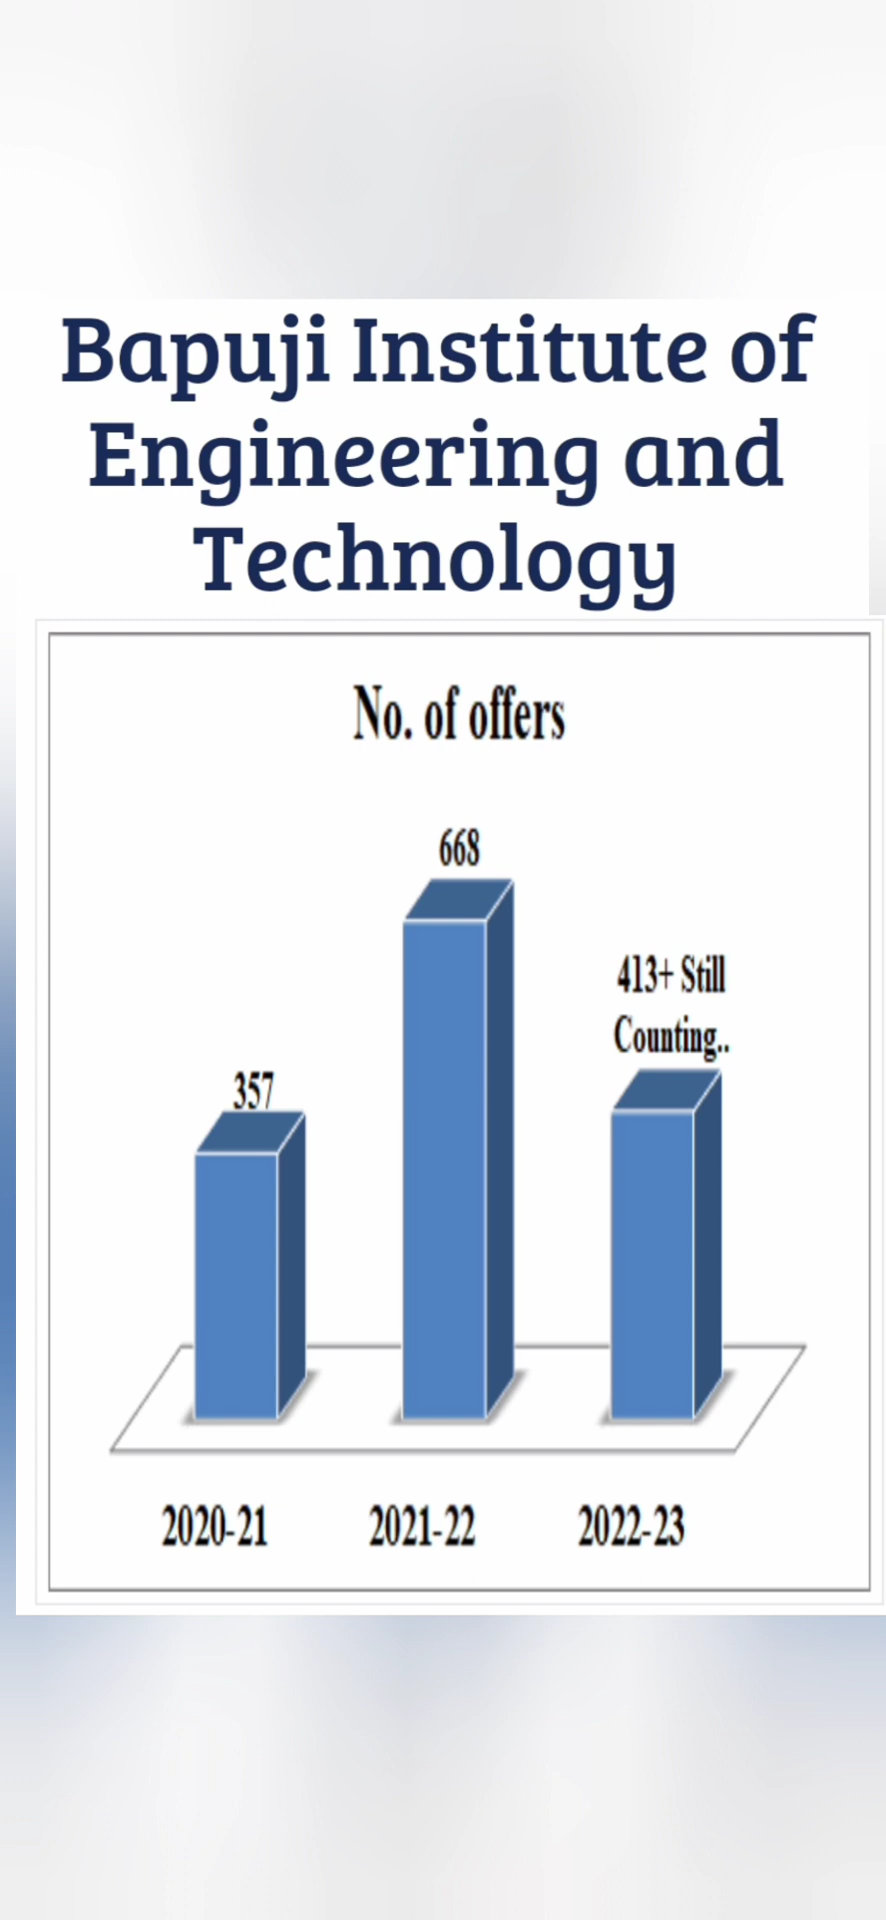 Bapuji Institute of
Engineering and
Technology
No. of offers
668
413+ Still
Counting..
357
2020-21 2021-22 2022-23